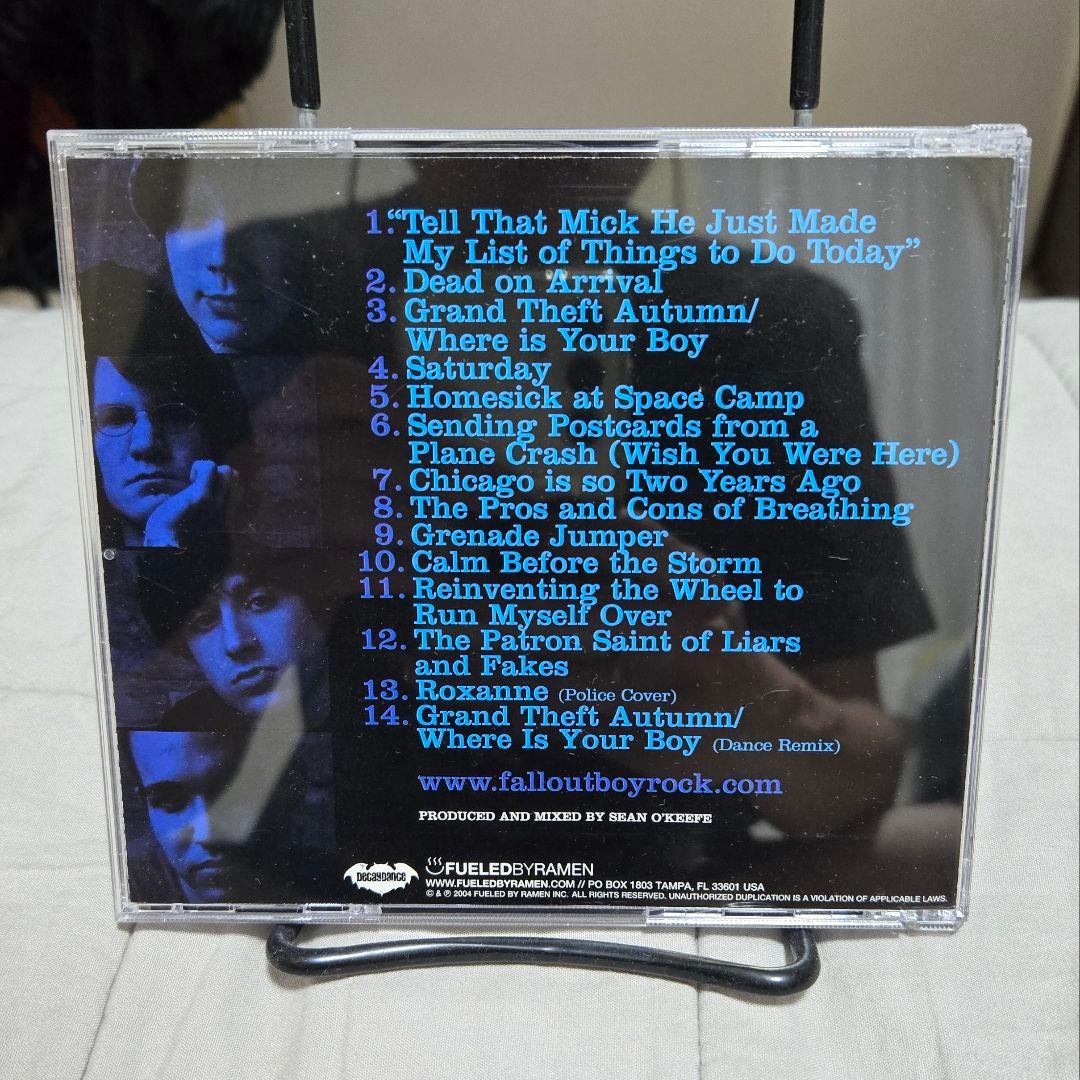 1. “Tell That Mick He Just Made
My List of Things to Do Today”
2. Dead on Arrival
3. Grand Theft Autumn/
Where is Your Boy
4. Saturday
5. Homesick at Space Camp
6. Sending Postcards from a
Plane Crash (Wish You Were Here)
7. Chicago is so Two Years Ago
8. The Pros and Cons of Breathing
9. Grenade Jumper
10. Calm Before the Storm
11. Reinventing the Wheel to
Run Myself Over
12. The Patron Saint of Liars
and Fakes
13. Roxanne (Police Cover)
14. Grand Theft Autumn/
Where Is Your Boy (Dance Remix)
www.falloutboyrock.com
PRODUCED AND MIXED BY SEAN O'KEEFE
DECAYDANCE
FUELEDBYRAMEN
WWW.FUELEDBYRAMEN.COM // PO BOX 1803 TAMPA, FL 33601 USA
© & ℗ 2004 FUELED BY RAMEN INC. ALL RIGHTS RESERVED. UNAUTHORIZED DUPLICATION IS A VIOLATION OF APPLICABLE LAWS.